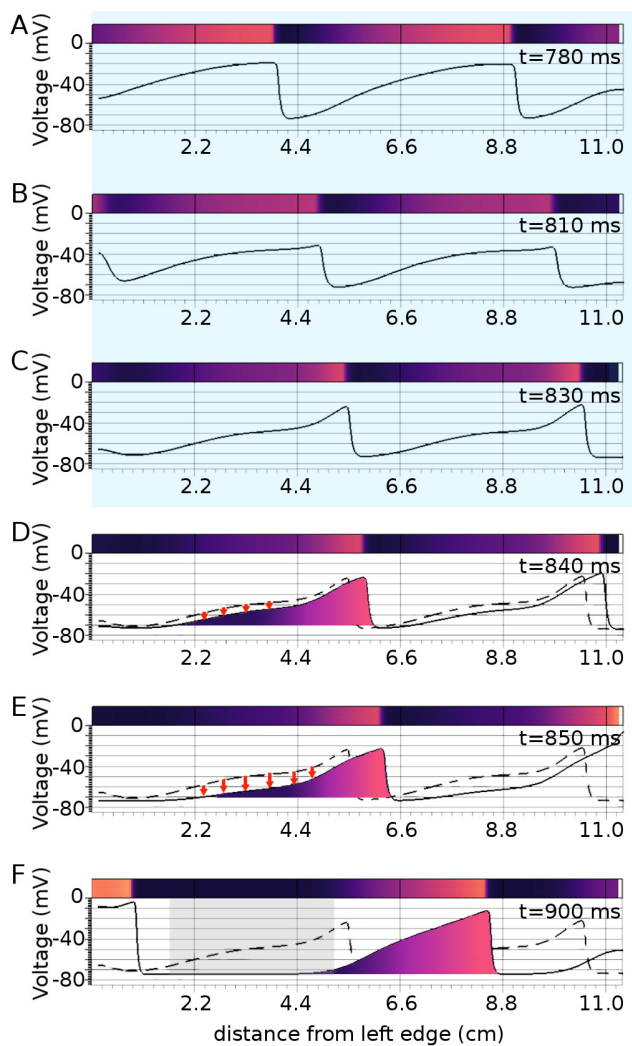 A
Voltage (mV)
0
-40
-80
t=780 ms
2.2 4.4 6.6 8.8 11.0
B
Voltage (mV)
0
-40
-80
t=810 ms
2.2 4.4 6.6 8.8 11.0
C
Voltage (mV)
0
-40
-80
t=830 ms
2.2 4.4 6.6 8.8 11.0
D
Voltage (mV)
0
-40
-80
t=840 ms
2.2 4.4 6.6 8.8 11.0
E
Voltage (mV)
0
-40
-80
t=850 ms
2.2 4.4 6.6 8.8 11.0
F
Voltage (mV)
0
-40
-80
t=900 ms
2.2 4.4 6.6 8.8 11.0
distance from left edge (cm)